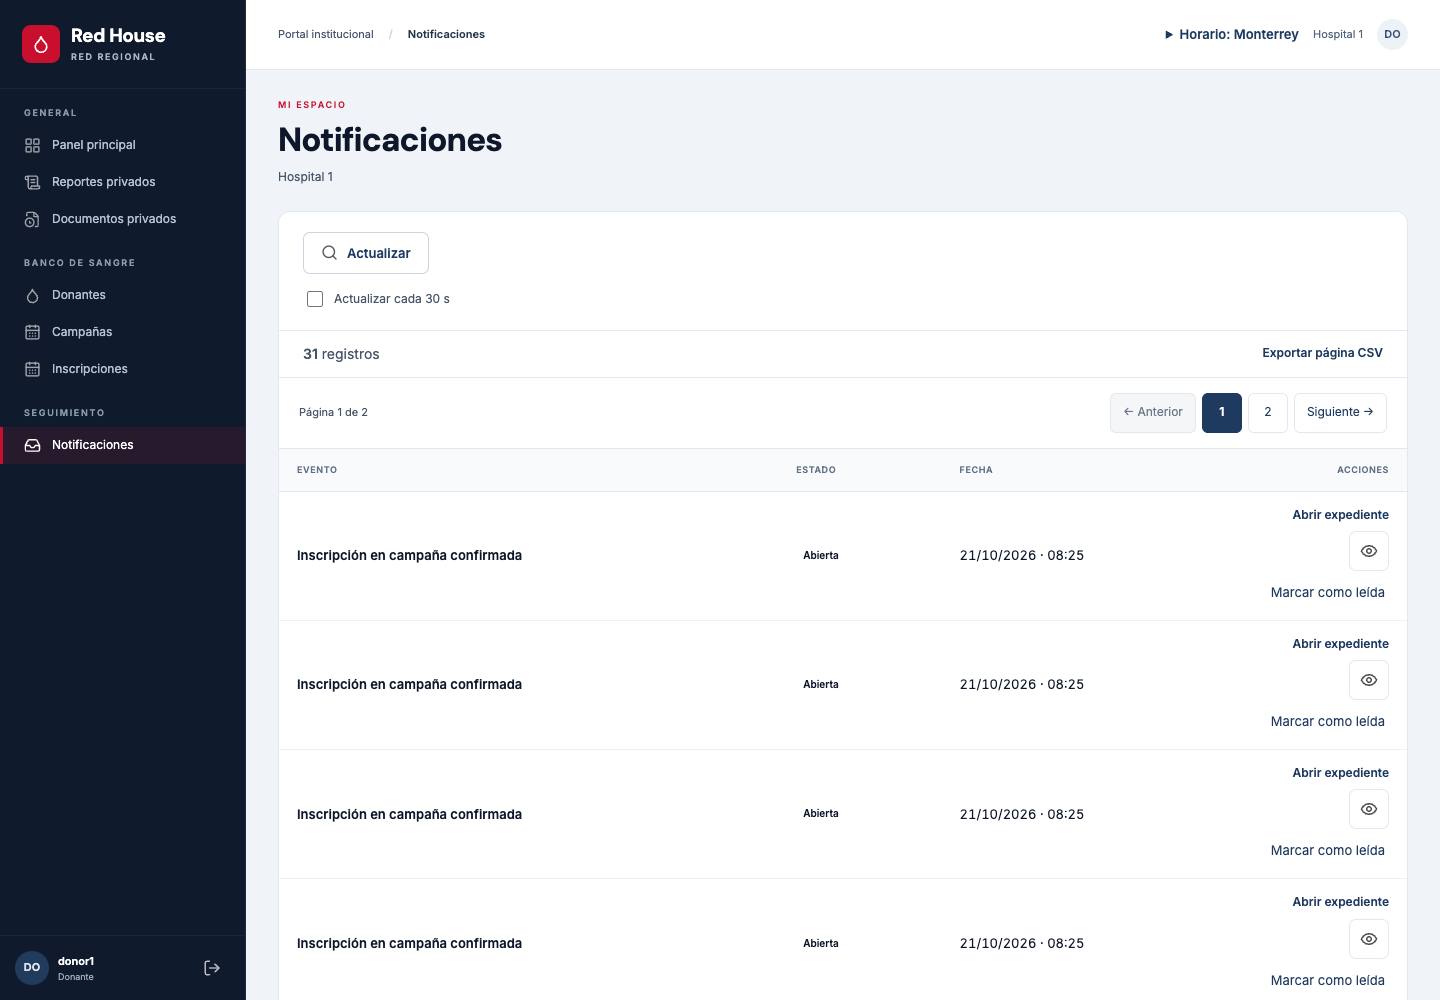 Red House
RED REGIONAL
GENERAL
Panel principal
Reportes privados
Documentos privados
BANCO DE SANGRE
Donantes
Campañas
Inscripciones
SEGUIMIENTO
Notificaciones
DO
donor1
Donante
Portal institucional / Notificaciones
Horario: Monterrey
Hospital 1
DO
MI ESPACIO
Notificaciones
Hospital 1
Actualizar
Actualizar cada 30 s
31 registros
Exportar página CSV
Página 1 de 2
← Anterior
1
2
Siguiente →
EVENTO ESTADO FECHA ACCIONES
Abrir expediente
Inscripción en campaña confirmada Abierta 21/10/2026 · 08:25
Marcar como leída
Abrir expediente
Inscripción en campaña confirmada Abierta 21/10/2026 · 08:25
Marcar como leída
Abrir expediente
Inscripción en campaña confirmada Abierta 21/10/2026 · 08:25
Marcar como leída
Abrir expediente
Inscripción en campaña confirmada Abierta 21/10/2026 · 08:25
Marcar como leída